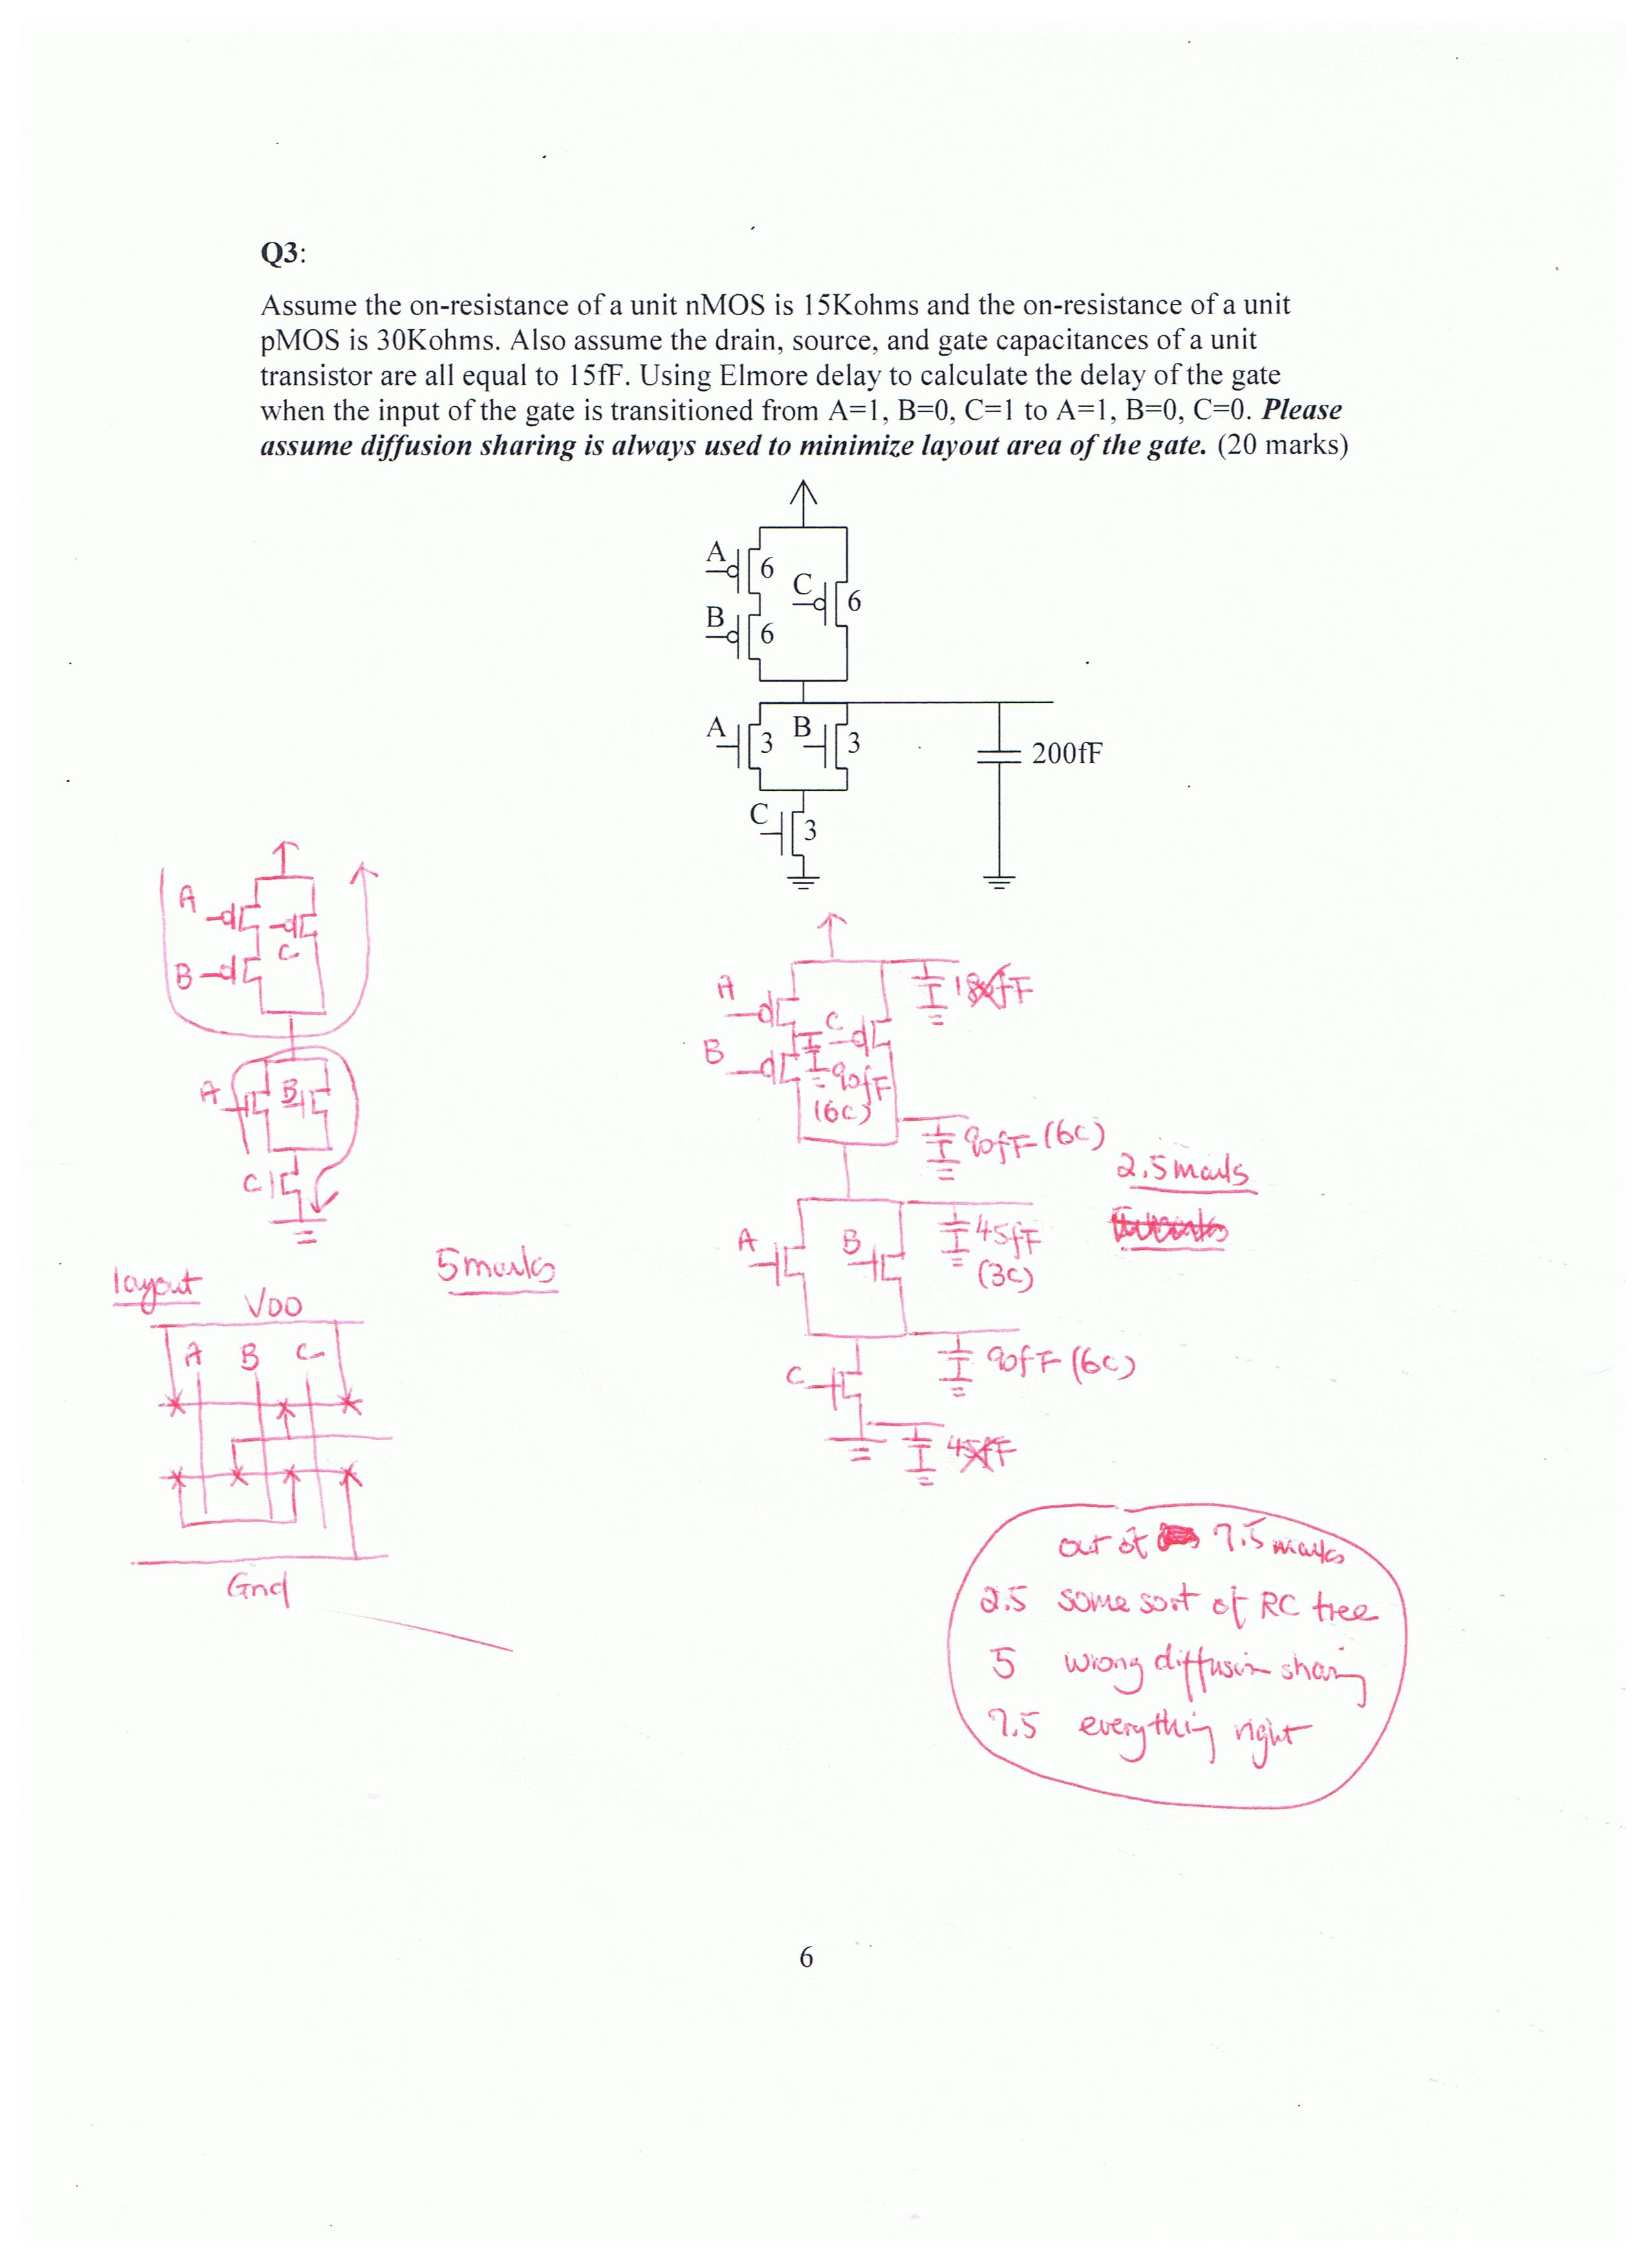 Q3:
Assume the on-resistance of a unit nMOS is 15Kohms and the on-resistance of a unit
pMOS is 30Kohms. Also assume the drain, source, and gate capacitances of a unit
transistor are all equal to 15fF. Using Elmore delay to calculate the delay of the gate
when the input of the gate is transitioned from A=1, B=0, C=1 to A=1, B=0, C=0. Please
assume diffusion sharing is always used to minimize layout area of the gate. (20 marks)
A
6
C
6
B
6
A
3
B
3
200fF
C
3
A
C
B
A
B
C
A
C
B
90fF
(6C)
90fF (6C)
2.5 marks
A
B
45fF
(3C)
C
90fF (6C)
45fF
5 marks
layout
VDD
A B C
Gnd
out of 7.5 marks
2.5 some sort of RC tree
5 wrong diffusion sharing
7.5 everything right
6